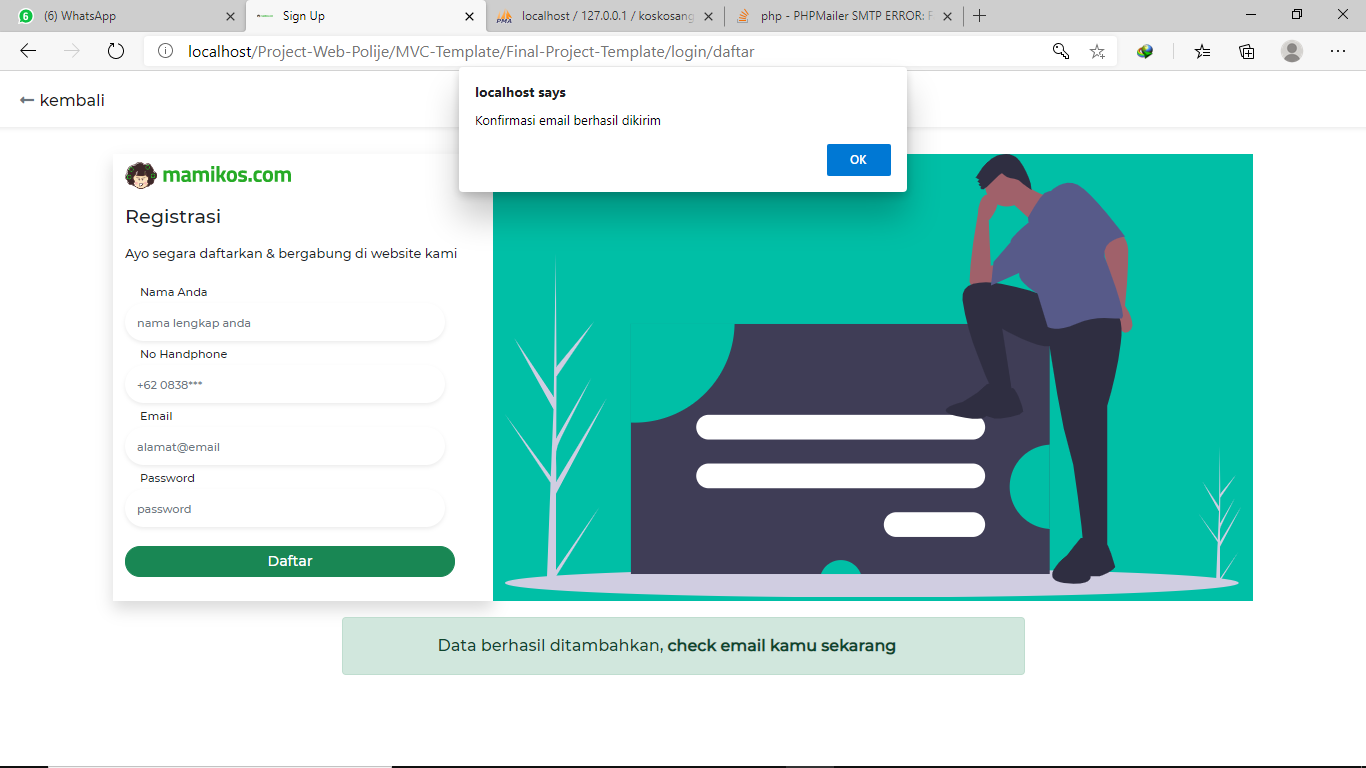 (6) WhatsApp
Sign Up
localhost / 127.0.0.1 / koskosang
php - PHPMailer SMTP ERROR: F
localhost/Project-Web-Polije/MVC-Template/Final-Project-Template/login/daftar
kembali
localhost says
Konfirmasi email berhasil dikirim
OK
mamikos.com
Registrasi
Ayo segara daftarkan & bergabung di website kami
Nama Anda
nama lengkap anda
No Handphone
+62 0838***
Email
alamat@email
Password
password
Daftar
Data berhasil ditambahkan, check email kamu sekarang